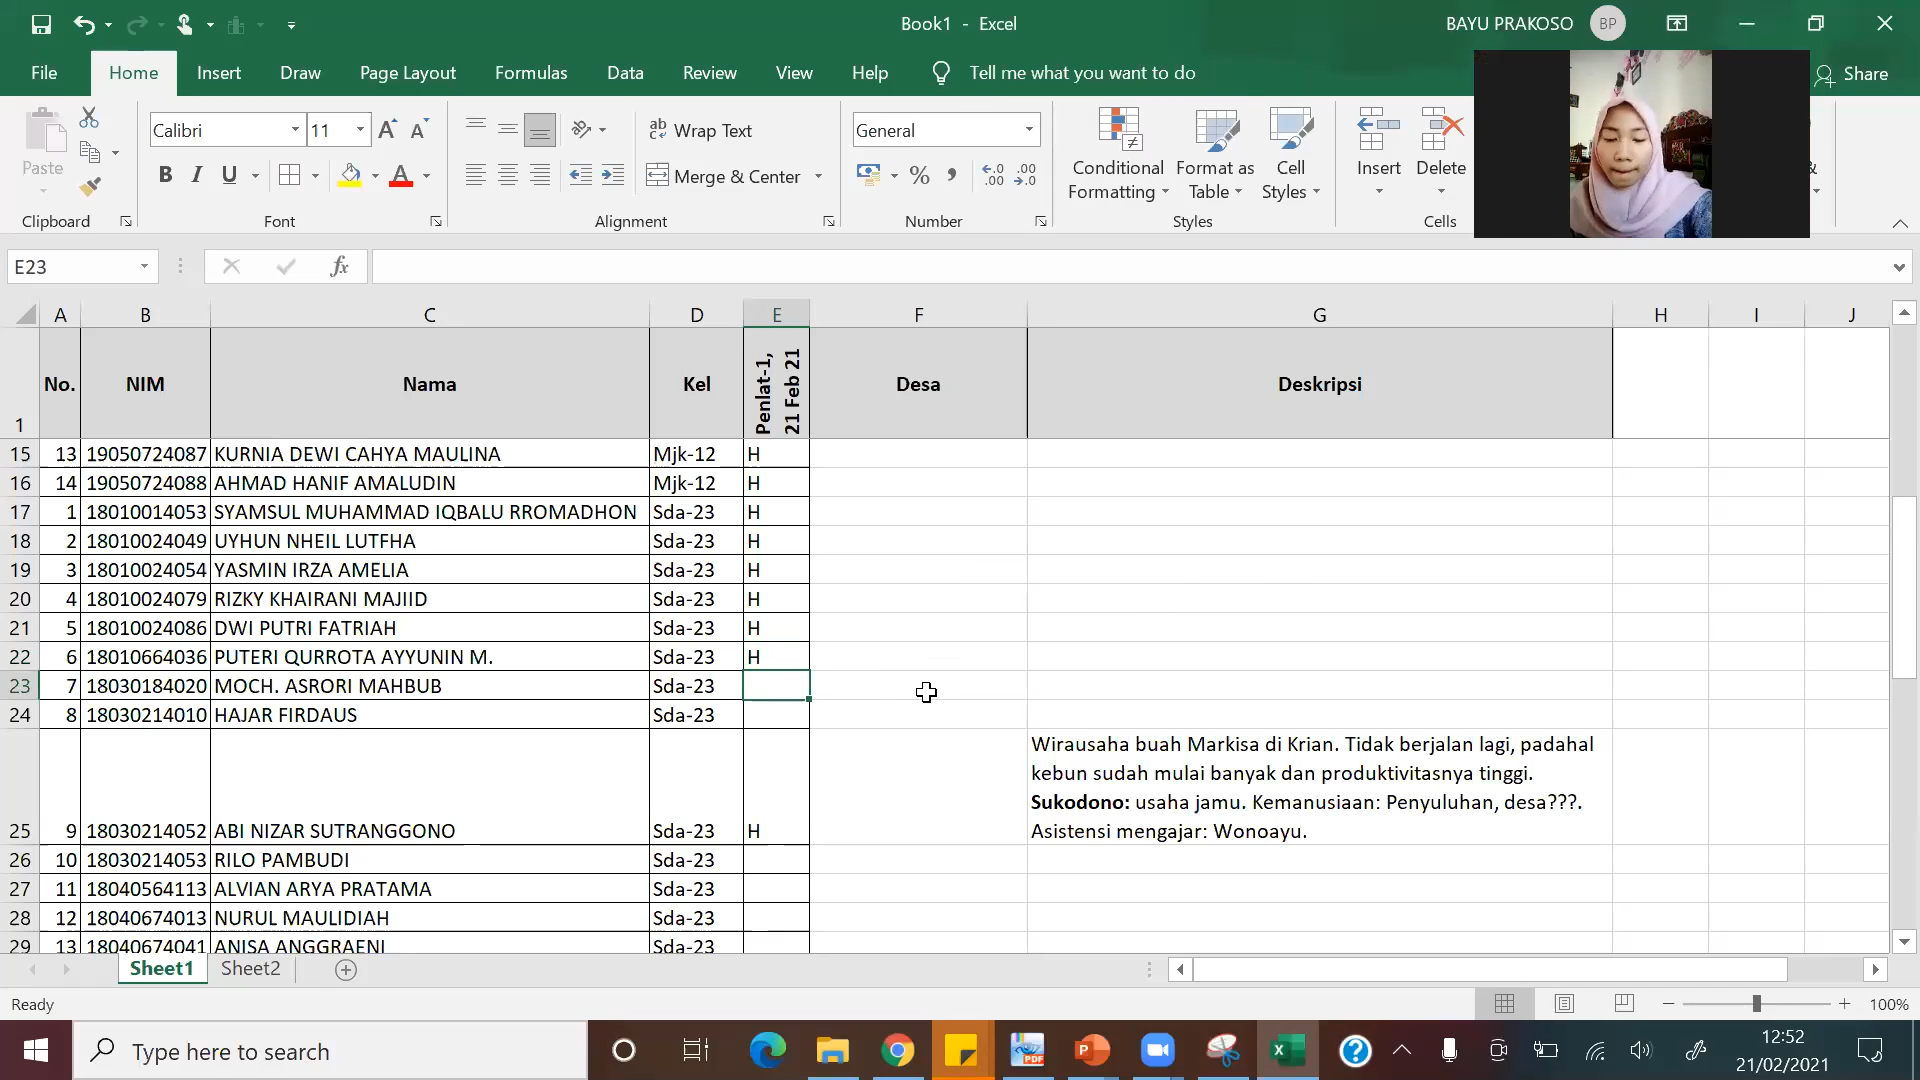 Book1 - Excel
BAYU PRAKOSO BP
File Home Insert Draw Page Layout Formulas Data Review View Help Tell me what you want to do Share
Paste
Clipboard
Calibri 11
B I U
Font
Wrap Text
Merge & Center
Alignment
General
Number
Conditional Formatting
Format as Table
Cell Styles
Styles
Insert Delete
Cells
E23
fx
A B C D E F G H I J
1 No. NIM Nama Kel Penlat-1, 21 Feb 21 Desa Deskripsi
15 13 19050724087 KURNIA DEWI CAHYA MAULINA Mjk-12 H
16 14 19050724088 AHMAD HANIF AMALUDIN Mjk-12 H
17 1 18010014053 SYAMSUL MUHAMMAD IQBALU RROMADHON Sda-23 H
18 2 18010024049 UYHUN NHEIL LUTFHA Sda-23 H
19 3 18010024054 YASMIN IRZA AMELIA Sda-23 H
20 4 18010024079 RIZKY KHAIRANI MAJIID Sda-23 H
21 5 18010024086 DWI PUTRI FATRIAH Sda-23 H
22 6 18010664036 PUTERI QURROTA AYYUNIN M. Sda-23 H
23 7 18030184020 MOCH. ASRORI MAHBUB Sda-23
24 8 18030214010 HAJAR FIRDAUS Sda-23
Wirausaha buah Markisa di Krian. Tidak berjalan lagi, padahal
kebun sudah mulai banyak dan produktivitasnya tinggi.
Sukodono: usaha jamu. Kemanusiaan: Penyuluhan, desa???.
25 9 18030214052 ABI NIZAR SUTRANGGONO Sda-23 H Asistensi mengajar: Wonoayu.
26 10 18030214053 RILO PAMBUDI Sda-23
27 11 18040564113 ALVIAN ARYA PRATAMA Sda-23
28 12 18040674013 NURUL MAULIDIAH Sda-23
29 13 18040674041 ANISA ANGGRAENI Sda-23
Sheet1 Sheet2
Ready 100%
Type here to search
12:52
21/02/2021